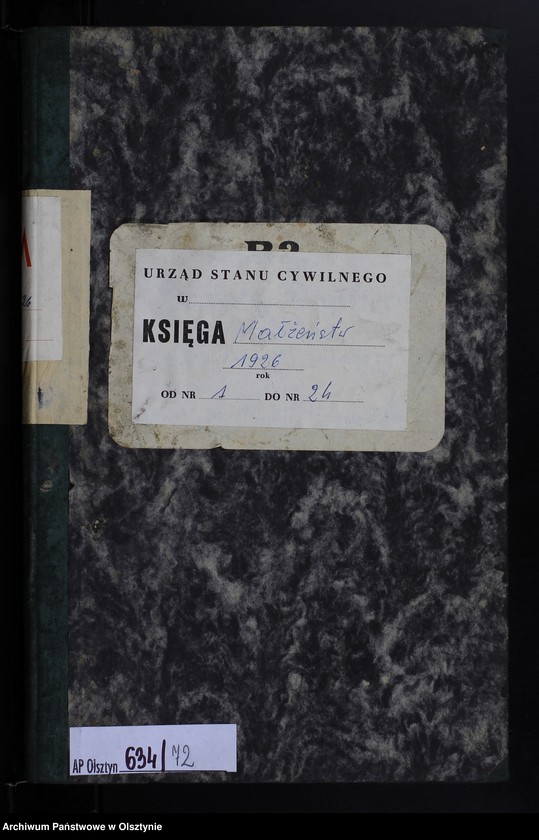 B2
URZĄD STANU CYWILNEGO
w
KSIĘGA Małżeństw
1926
rok
OD NR 1 DO NR 24
AP Olsztyn 634/72
Archiwum Państwowe w Olsztynie